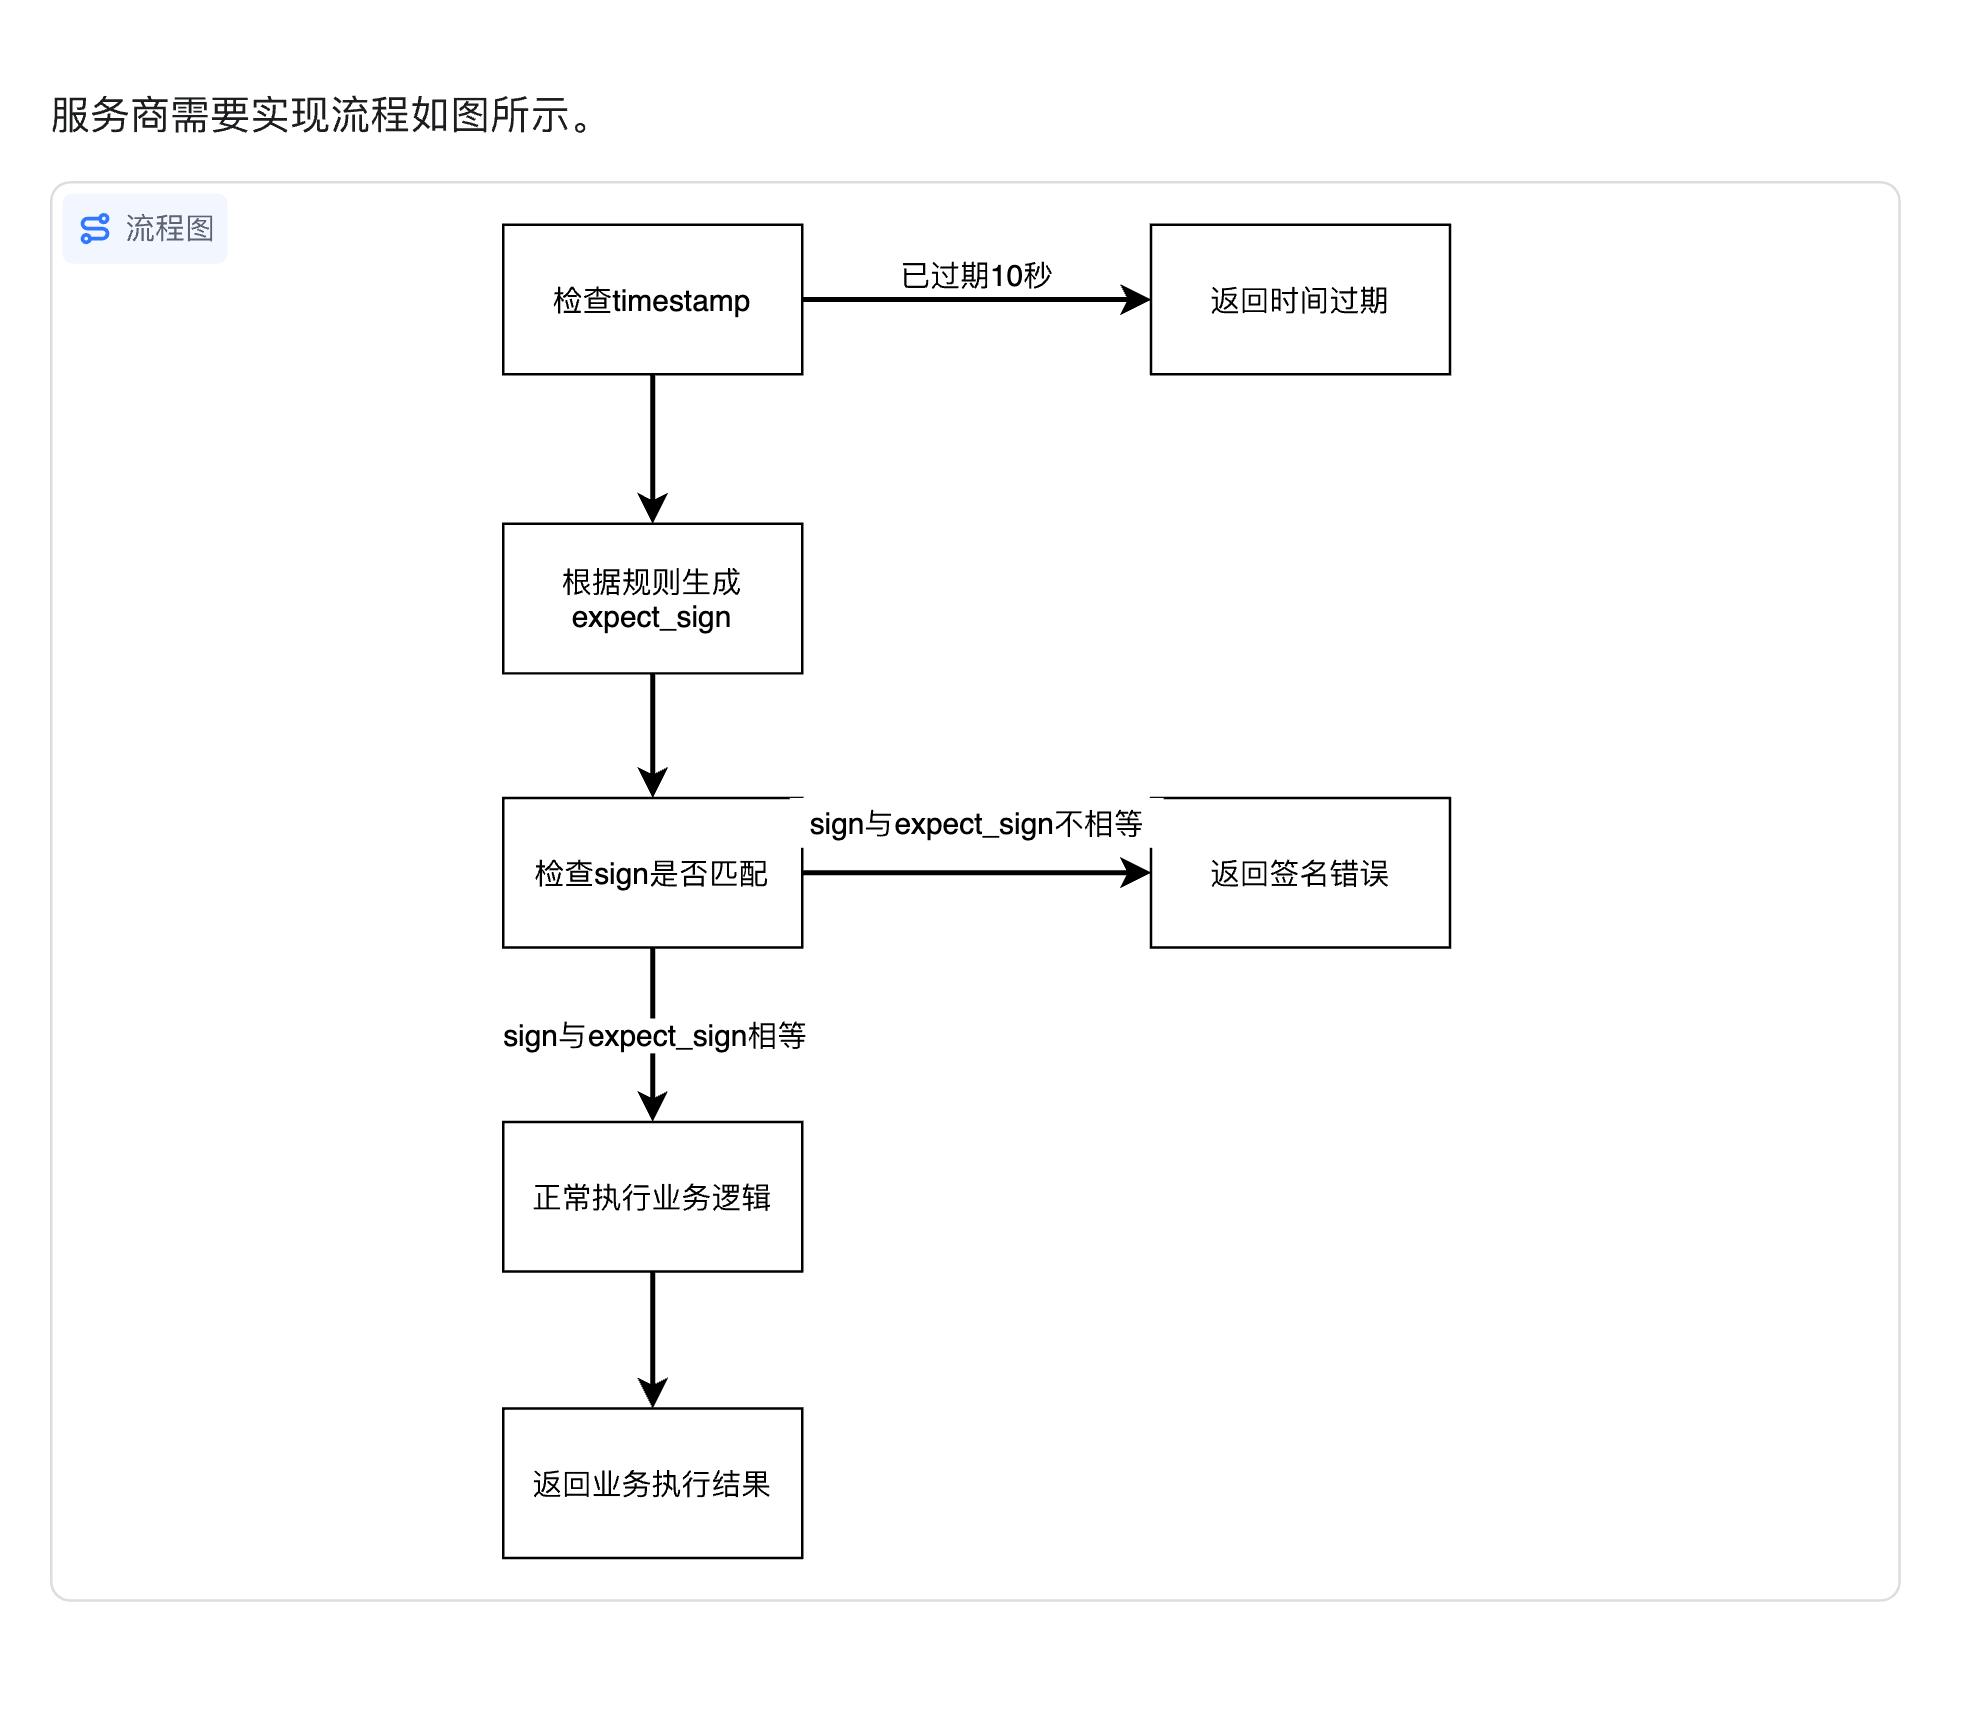 服务商需要实现流程如图所示。
流程图
检查timestamp
已过期10秒
返回时间过期
根据规则生成
expect_sign
检查sign是否匹配
sign与expect_sign不相等
返回签名错误
sign与expect_sign相等
正常执行业务逻辑
返回业务执行结果